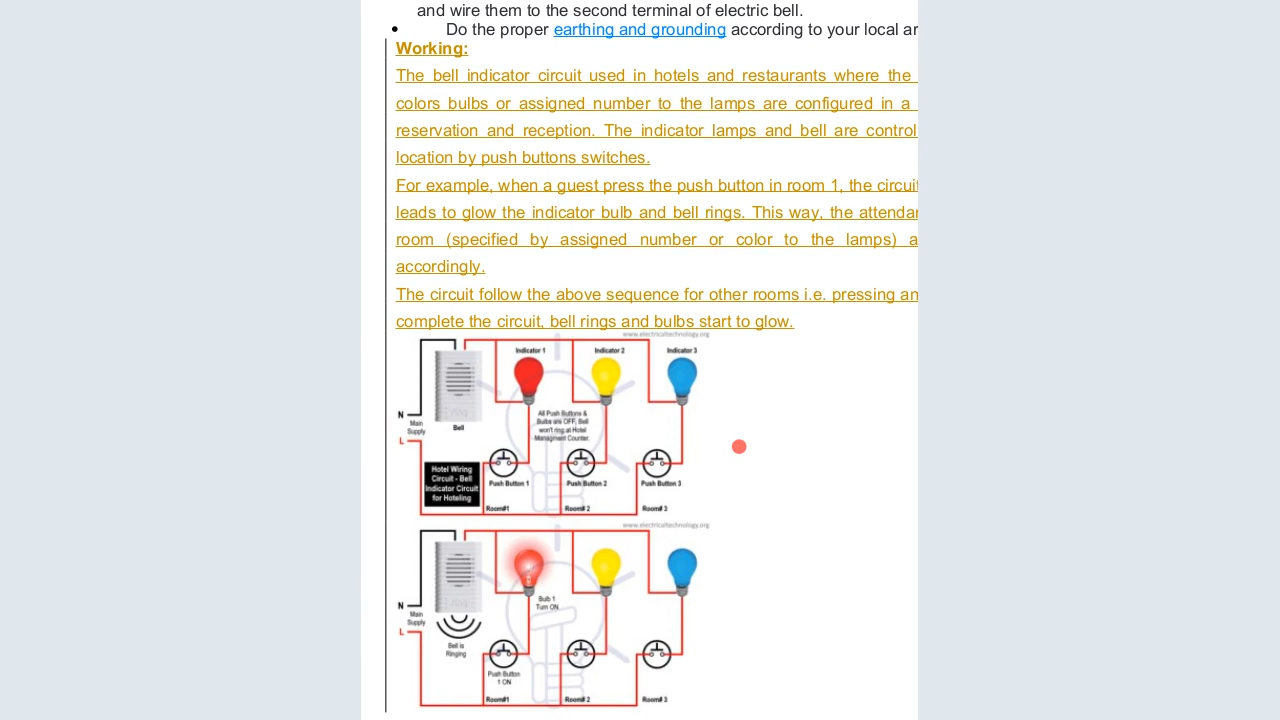 and wire them to the second terminal of electric bell.
Do the proper earthing and grounding according to your local ar
Working:
The bell indicator circuit used in hotels and restaurants where the
colors bulbs or assigned number to the lamps are configured in a
reservation and reception. The indicator lamps and bell are control
location by push buttons switches.
For example, when a guest press the push button in room 1, the circuit
leads to glow the indicator bulb and bell rings. This way, the attendan
room (specified by assigned number or color to the lamps) a
accordingly.
The circuit follow the above sequence for other rooms i.e. pressing an
complete the circuit, bell rings and bulbs start to glow.
www.electricaltechnology.org
Indicator 1
Indicator 2
Indicator 3
All Push Buttons &
Bulbs are OFF, Bell
won't ring at Hotel
Managment Counter.
N
Main
Supply
L
Bell
Hotel Wiring
Circuit - Bell
Indicator Circuit
for Hoteling
Push Button 1
Push Button 2
Push Button 3
Room#1
Room# 2
Room# 3
www.electricaltechnology.org
Bulb 1
Turn ON
N
Main
Supply
L
Bell is
Ringing
Push Button
1 ON
Room#1
Room# 2
Room# 3